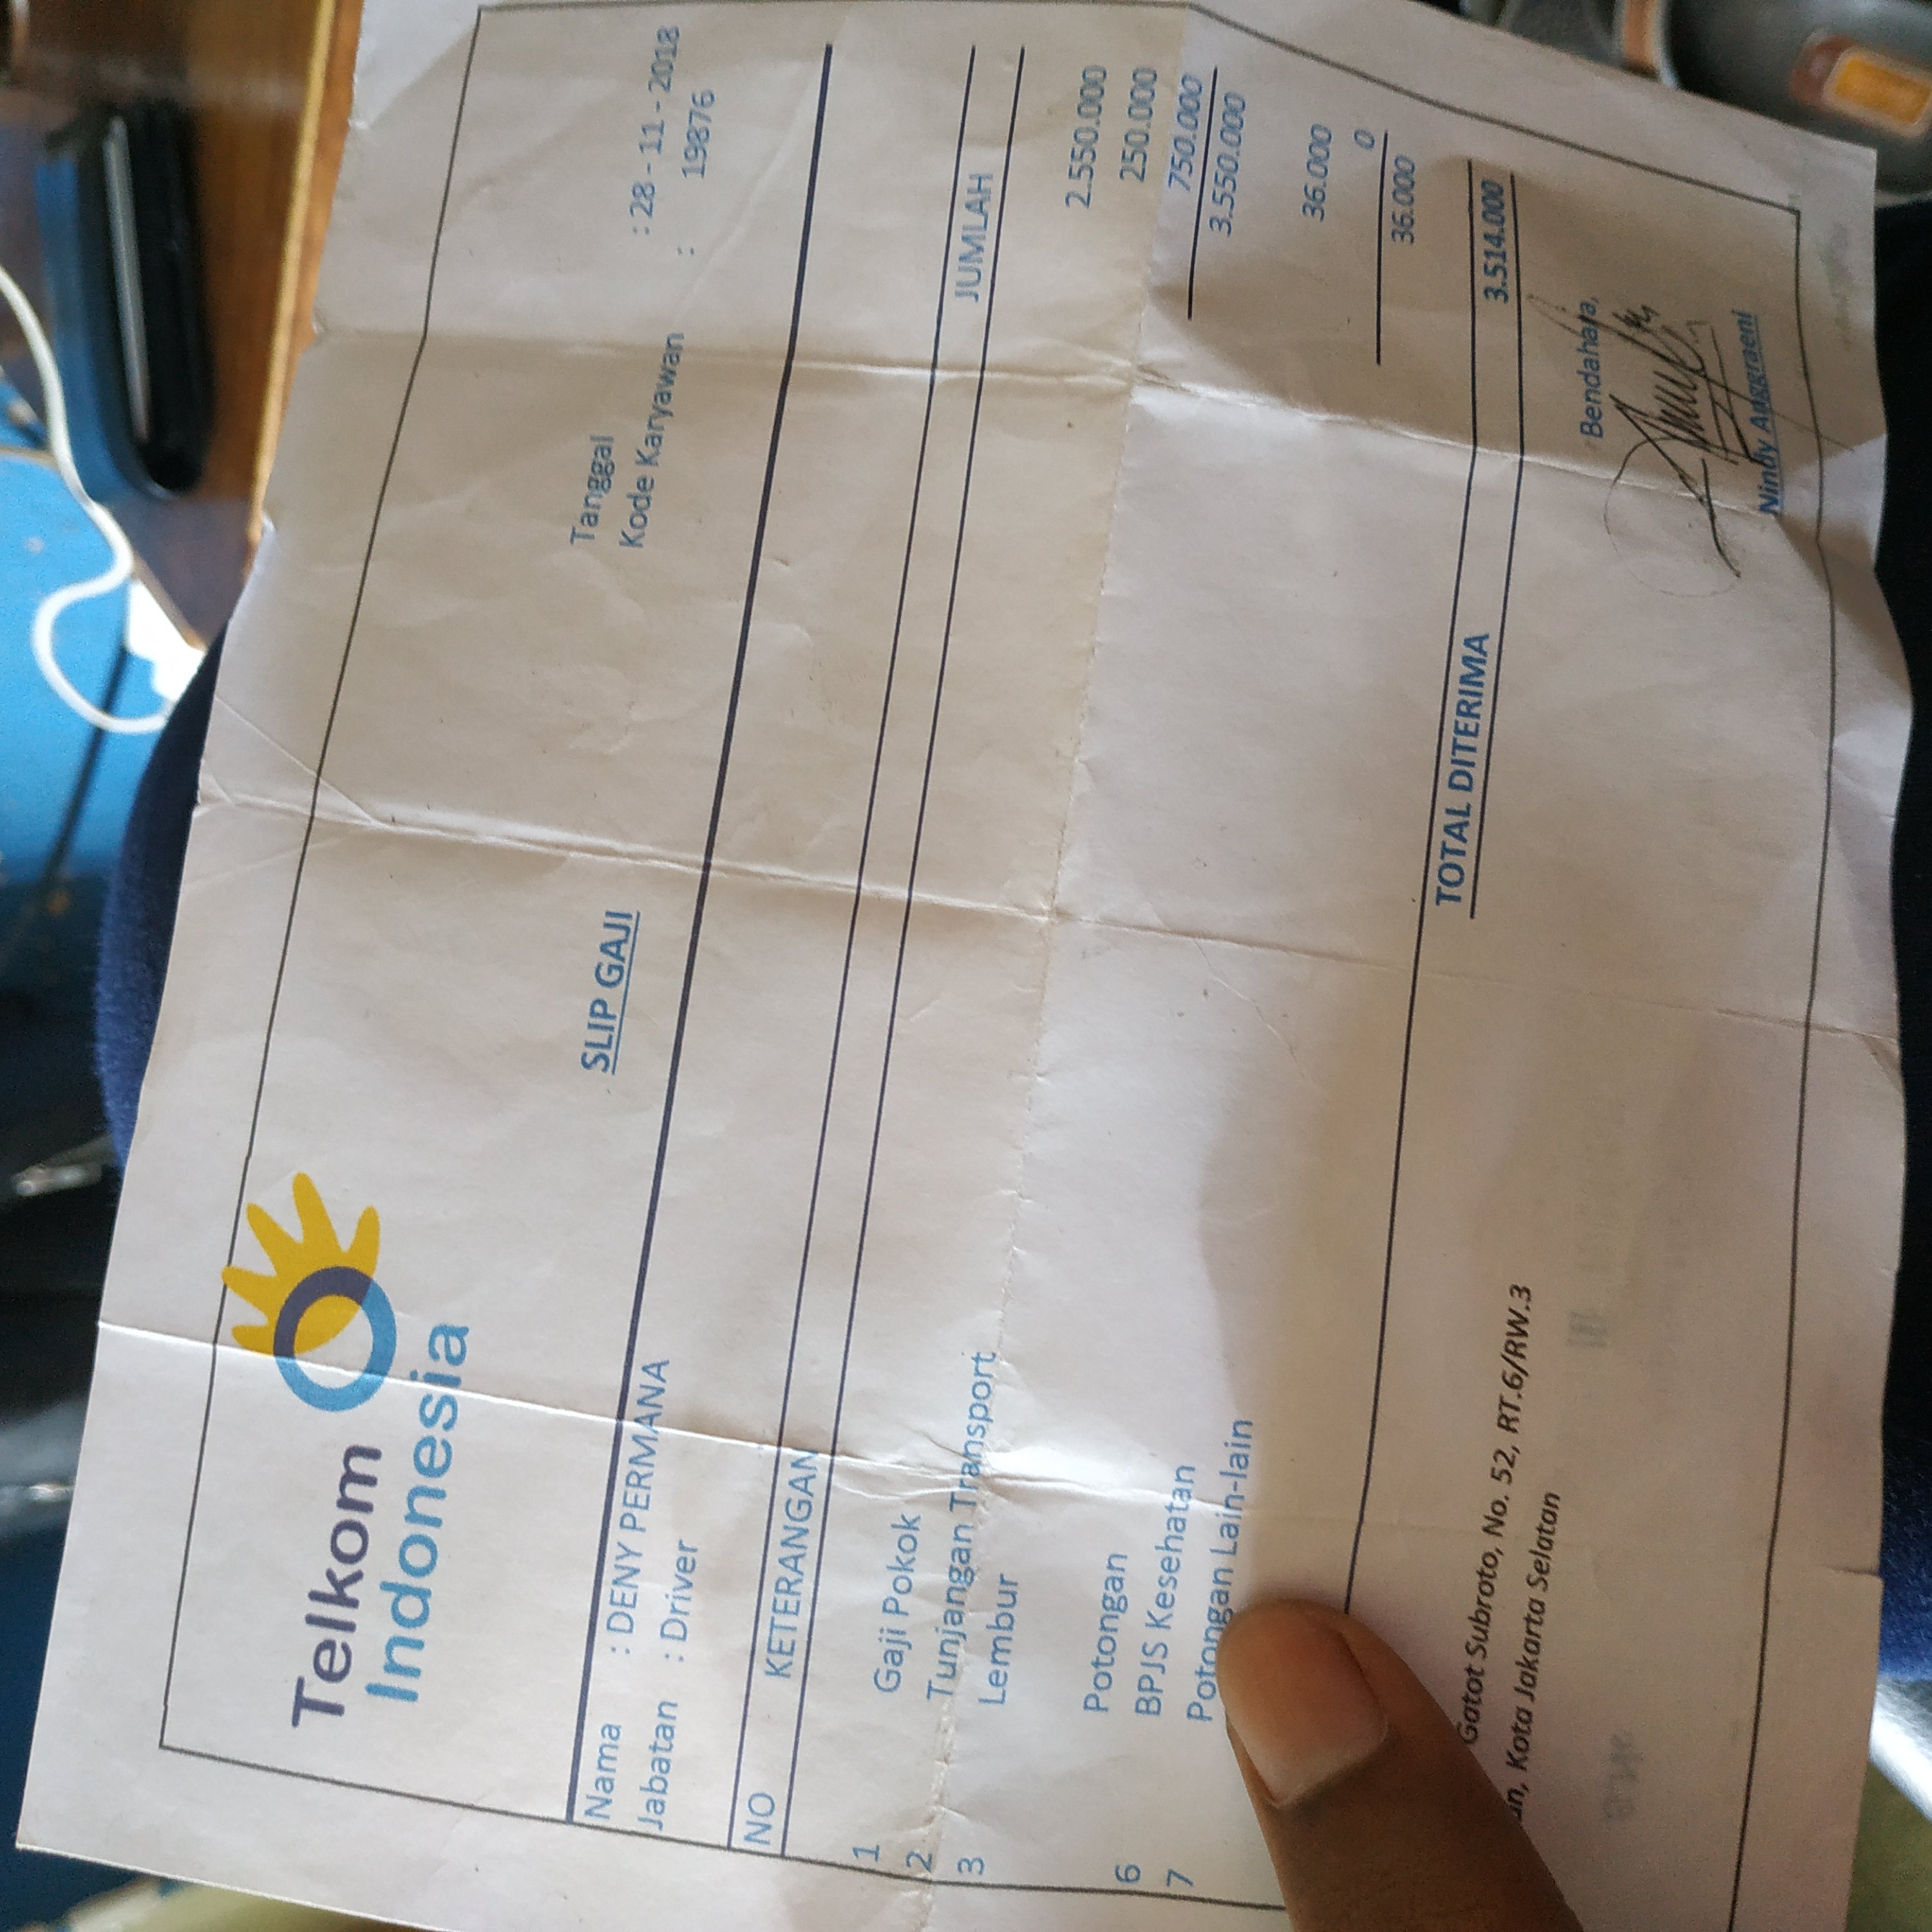 Telkom
Indonesia
SLIP GAJI
Nama : DENY PERMANA
Jabatan : Driver
Tanggal : 28 - 11 - 2018
Kode Karyawan : 19876
NO KETERANGAN JUMLAH
1 Gaji Pokok 2.550.000
2 Tunjangan Transport 250.000
3 Lembur 750.000
3.550.000
Potongan
6 BPJS Kesehatan 36.000
7 Potongan Lain-lain 0
36.000
TOTAL DITERIMA 3.514.000
Gatot Subroto, No. 52, RT.6/RW.3
Kota Jakarta Selatan
Bendahara,
Nindy Anggraeni